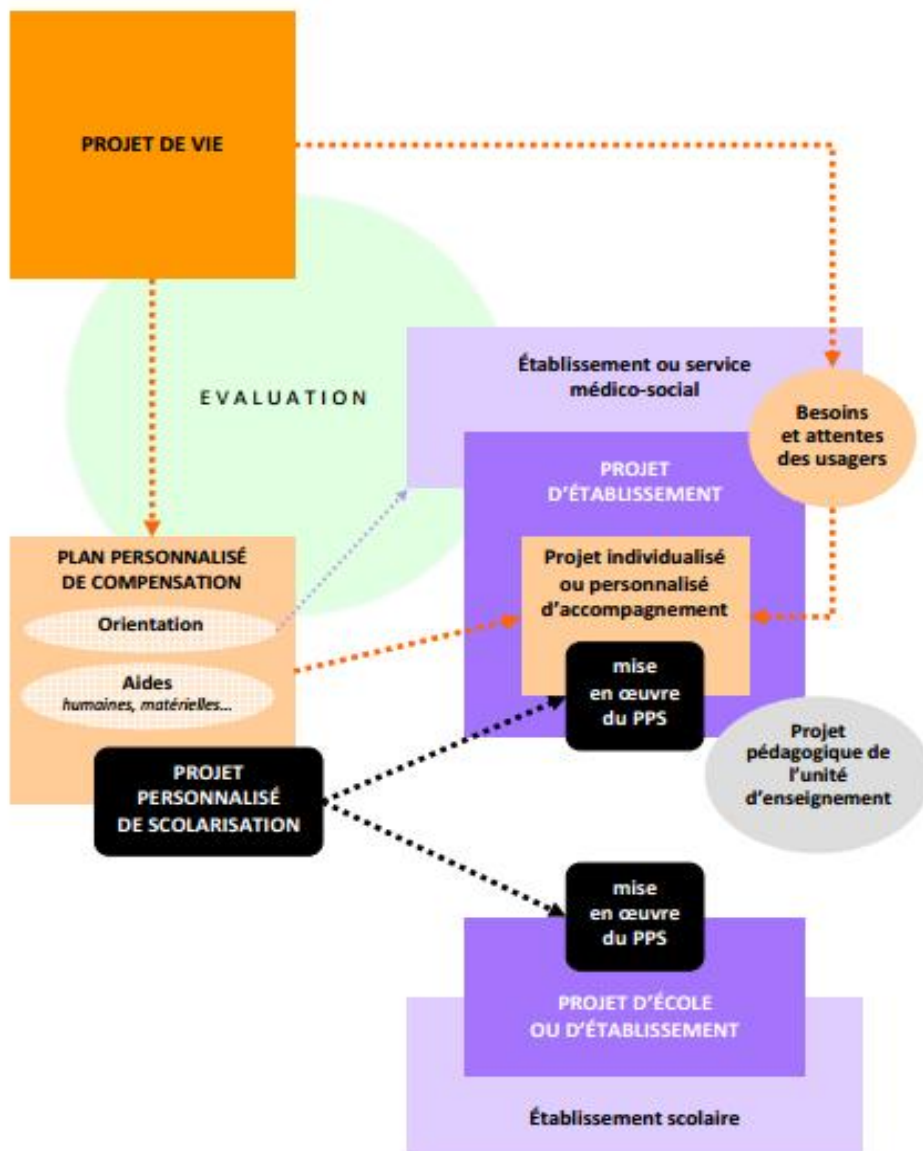 PROJET DE VIE
EVALUATION
Établissement ou service
médico-social
Besoins
et attentes
des usagers
PROJET
D'ÉTABLISSEMENT
PLAN PERSONNALISÉ
DE COMPENSATION
Orientation
Aides
humaines, matérielles...
Projet individualisé
ou personnalisé
d'accompagnement
mise
en œuvre
du PPS
Projet
pédagogique de
l'unité
d'enseignement
PROJET
PERSONNALISÉ
DE SCOLARISATION
mise
en œuvre
du PPS
PROJET D'ÉCOLE
OU D'ÉTABLISSEMENT
Établissement scolaire